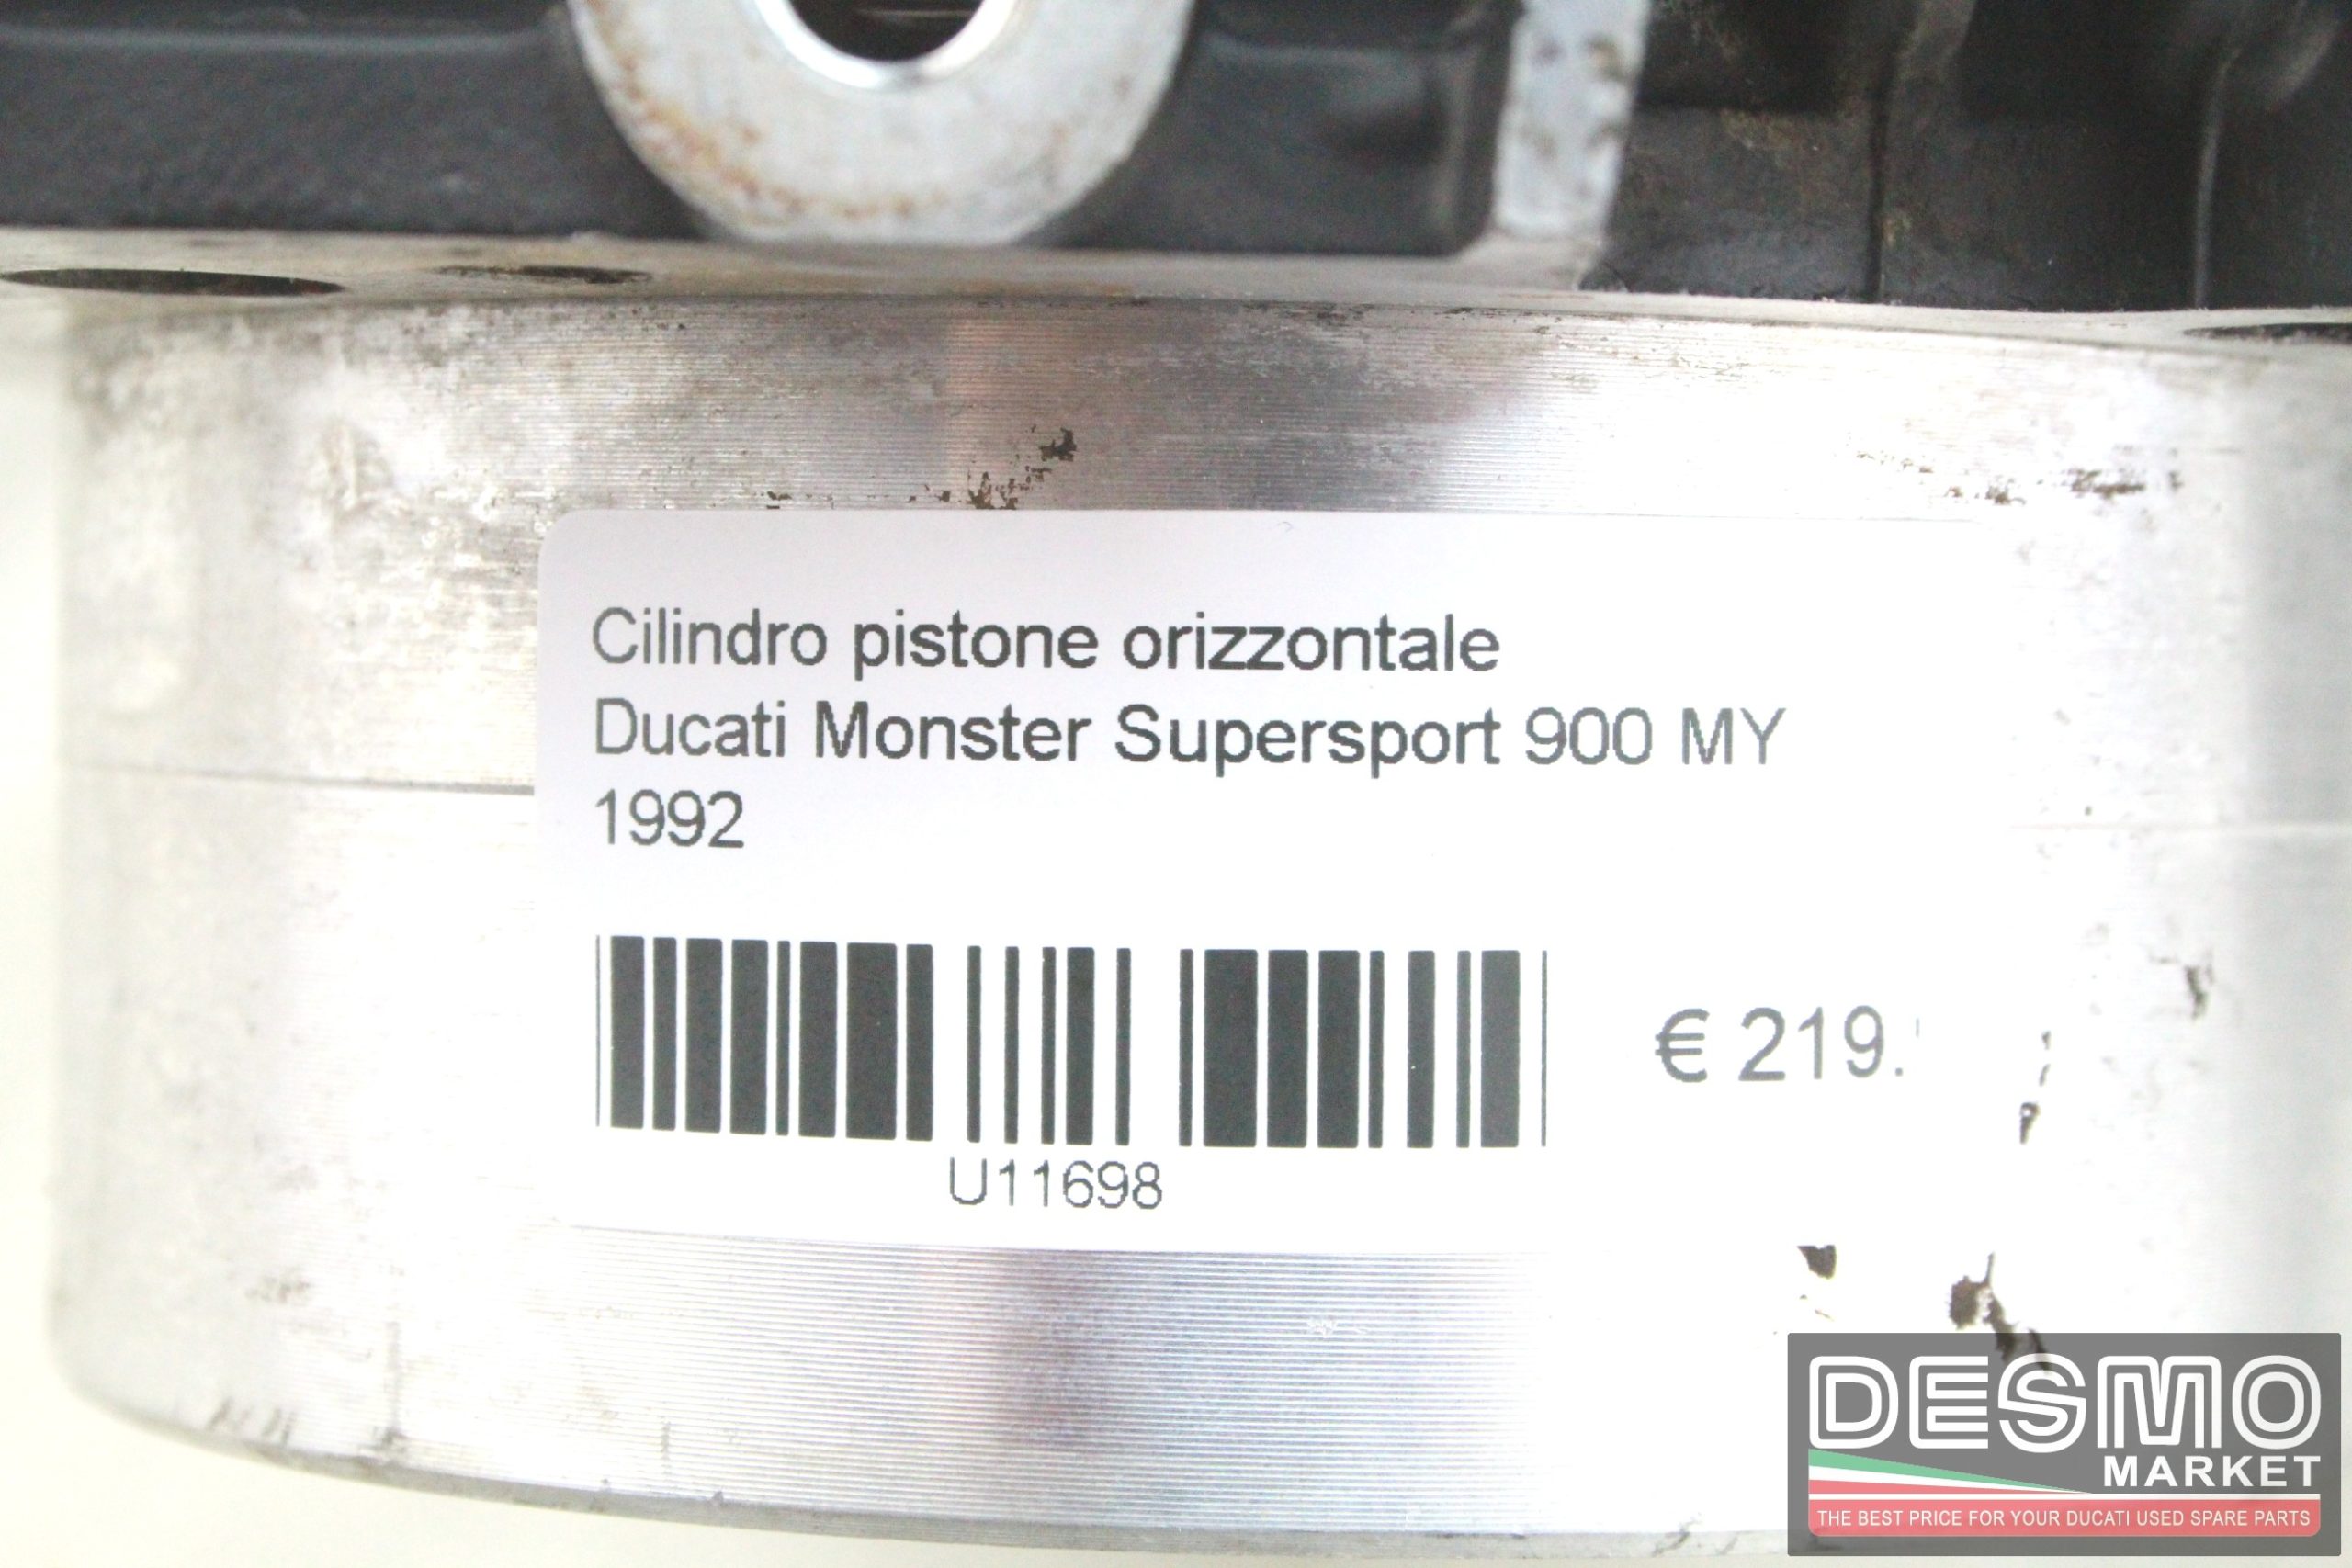 Cilindro pistone orizzontale
Ducati Monster Supersport 900 MY
1992
€ 219.
U11698
DESMO
MARKET
THE BEST PRICE FOR YOUR DUCATI USED SPARE PARTS